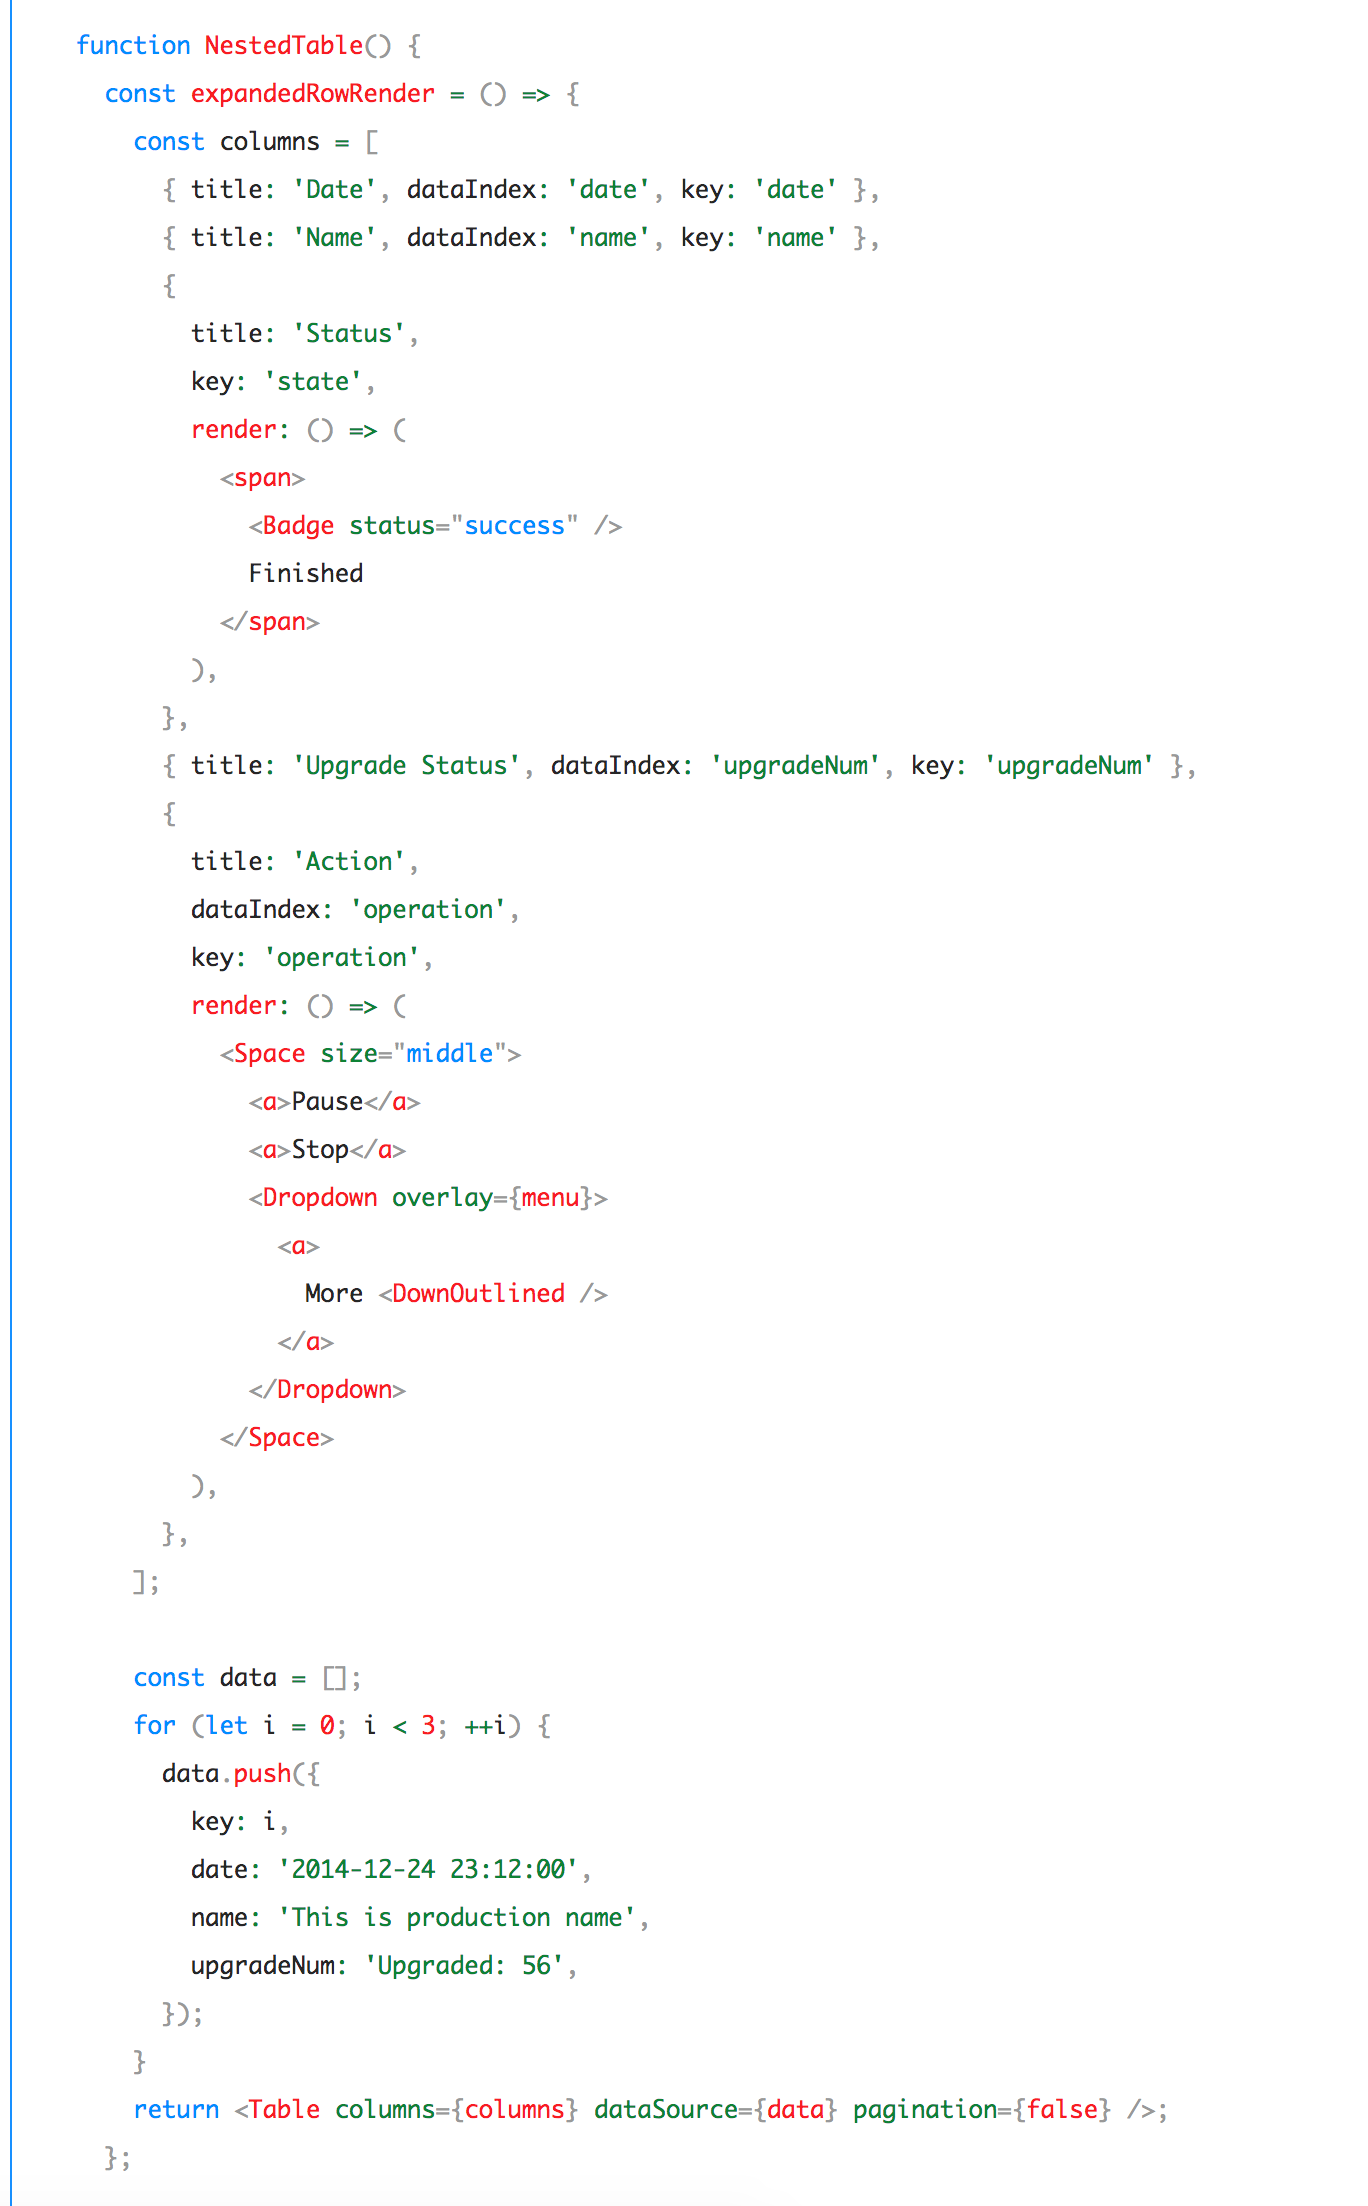 function NestedTable() {
  const expandedRowRender = () => {
    const columns = [
      { title: 'Date', dataIndex: 'date', key: 'date' },
      { title: 'Name', dataIndex: 'name', key: 'name' },
      {
        title: 'Status',
        key: 'state',
        render: () => (
          <span>
            <Badge status="success" />
            Finished
          </span>
        ),
      },
      { title: 'Upgrade Status', dataIndex: 'upgradeNum', key: 'upgradeNum' },
      {
        title: 'Action',
        dataIndex: 'operation',
        key: 'operation',
        render: () => (
          <Space size="middle">
            <a>Pause</a>
            <a>Stop</a>
            <Dropdown overlay={menu}>
              <a>
                More <DownOutlined />
              </a>
            </Dropdown>
          </Space>
        ),
      },
    ];

    const data = [];
    for (let i = 0; i < 3; ++i) {
      data.push({
        key: i,
        date: '2014-12-24 23:12:00',
        name: 'This is production name',
        upgradeNum: 'Upgraded: 56',
      });
    }
    return <Table columns={columns} dataSource={data} pagination={false} />;
  };